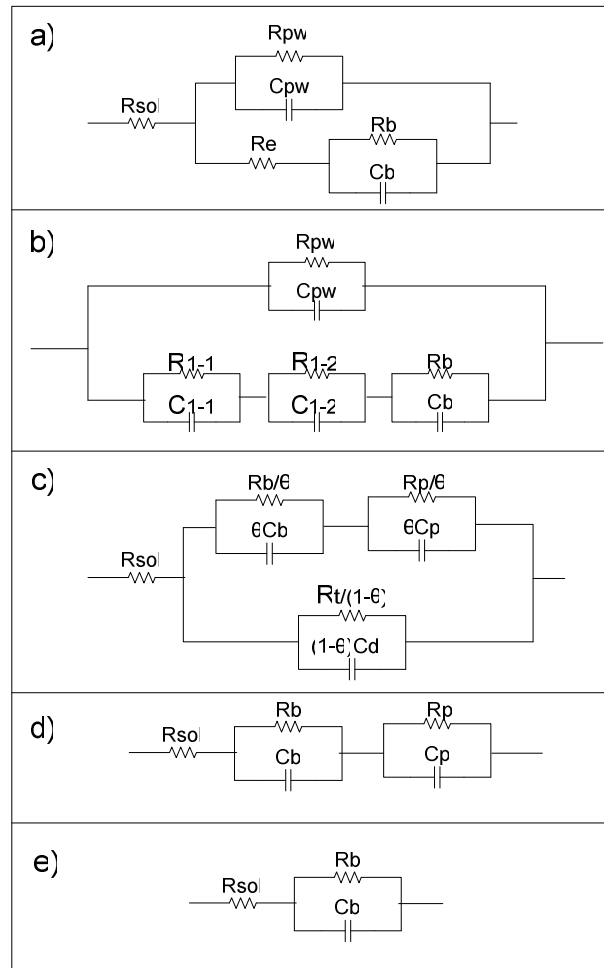 a)
Rpw
Cpw
Rsol
Re
Rb
Cb
b)
Rpw
Cpw
R1-1
R1-2
Rb
C1-1
C1-2
Cb
c)
Rb/θ
Rp/θ
θCb
θCp
Rsol
Rt/(1-θ)
(1-θ)Cd
d)
Rsol
Rb
Rp
Cb
Cp
e)
Rsol
Rb
Cb